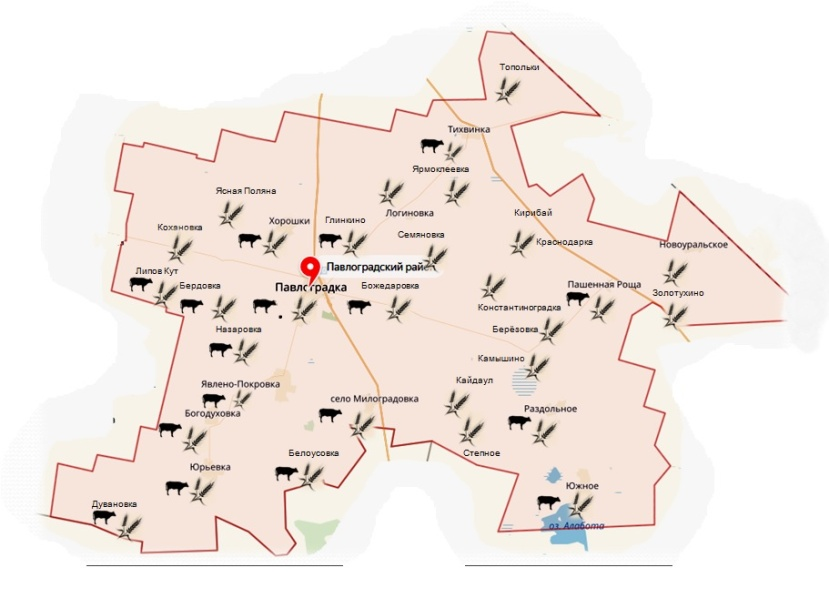 Топольки
Тихвинка
Ярмоклеевка
Ясная Поляна
Логиновка
Кирибай
Хорошки
Глинкино
Кохановка
Семяновка
Краснодарка
Новоуральское
Павлоградский рай
Липов Кут
Бердовка
Павлоградка
Божедаровка
Пашенная Роща
Золотухино
Константиноградка
Назаровка
Берёзовка
Камышино
Явлено-Покровка
Кайдаул
село Милоградовка
Богодуховка
Раздольное
Белоусовка
Степное
Юрьевка
Южное
Дувановка
оз. Алабота